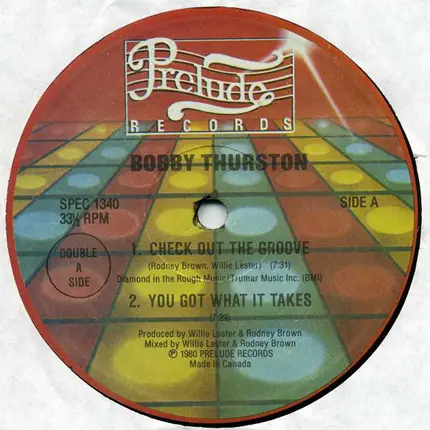 Prelude
RECORDS
BOBBY THURSTON
SPEC 1340
33⅓ RPM
SIDE A
DOUBLE
A
SIDE
1. CHECK OUT THE GROOVE
(Rodney Brown, Willie Lester) (7:31)
Diamond in the Rough Music/Trumar Music Inc. (BMI)
2. YOU GOT WHAT IT TAKES
(7:29)
Produced by Willie Lester & Rodney Brown
Mixed by Willie Lester & Rodney Brown
℗ 1980 PRELUDE RECORDS
Made in Canada